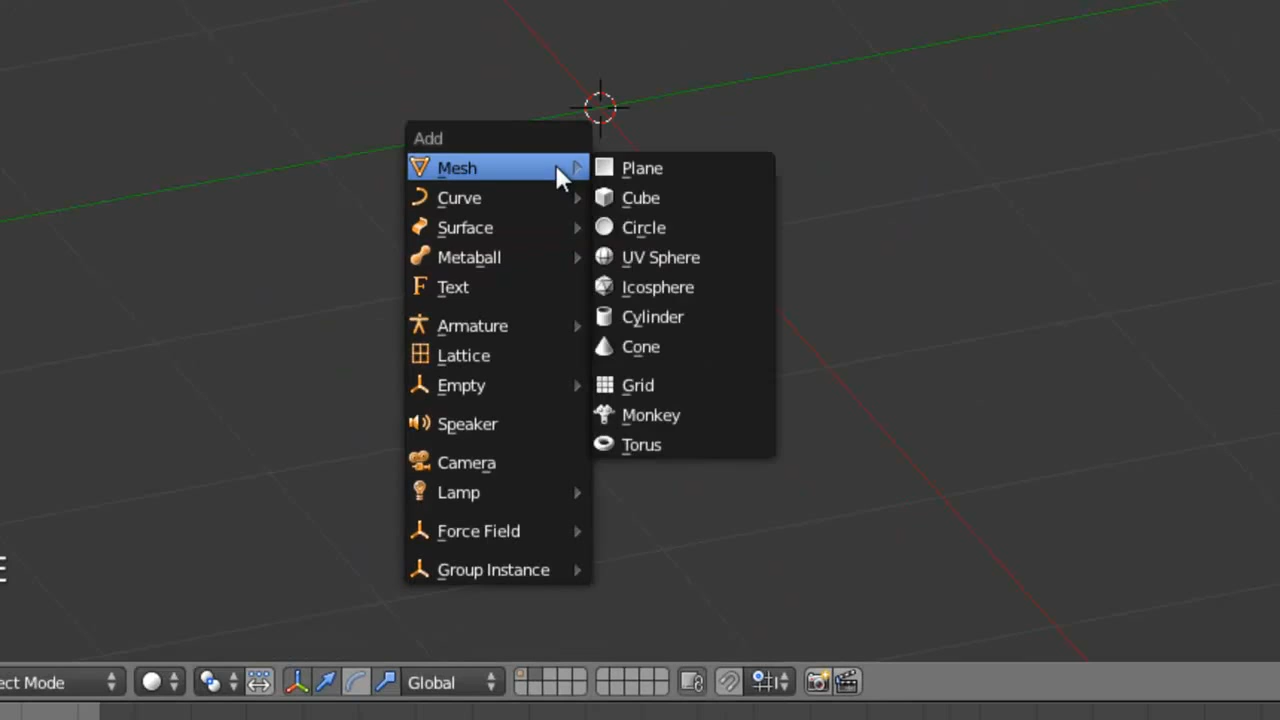 Add
Mesh
Curve
Surface
Metaball
Text
Armature
Lattice
Empty
Speaker
Camera
Lamp
Force Field
Group Instance
Plane
Cube
Circle
UV Sphere
Icosphere
Cylinder
Cone
Grid
Monkey
Torus
ect Mode
Global